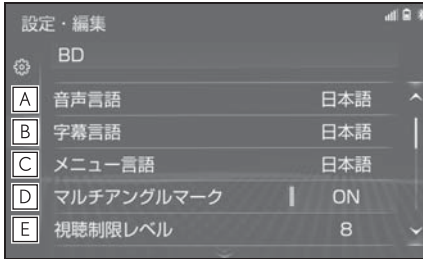 設定・編集
BD
A 音声言語 日本語
B 字幕言語 日本語
C メニュー言語 日本語
D マルチアングルマーク ON
E 視聴制限レベル 8